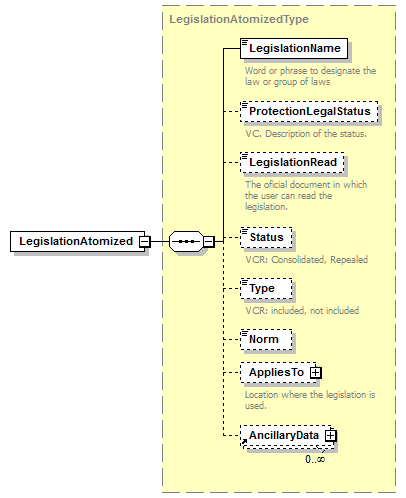 LegislationAtomizedType
LegislationName
Word or phrase to designate the
law or group of laws
ProtectionLegalStatus
VC. Description of the status.
LegislationRead
The oficial document in which
the user can read the
legislation.
LegislationAtomized
Status
VCR: Consolidated, Repealed
Type
VCR: included, not included
Norm
AppliesTo
Location where the legislation is
used.
AncillaryData
0..∞